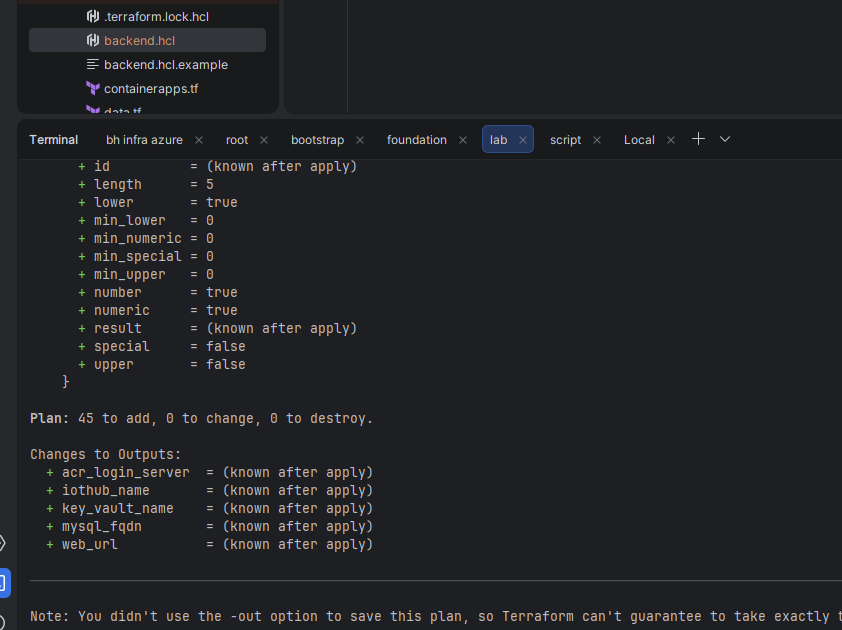 .terraform.lock.hcl
backend.hcl
backend.hcl.example
containerapps.tf
data.tf
Terminal bh infra azure root bootstrap foundation lab script Local
+ id = (known after apply)
+ length = 5
+ lower = true
+ min_lower = 0
+ min_numeric = 0
+ min_special = 0
+ min_upper = 0
+ number = true
+ numeric = true
+ result = (known after apply)
+ special = false
+ upper = false
}
Plan: 45 to add, 0 to change, 0 to destroy.
Changes to Outputs:
+ acr_login_server = (known after apply)
+ iothub_name = (known after apply)
+ key_vault_name = (known after apply)
+ mysql_fqdn = (known after apply)
+ web_url = (known after apply)
Note: You didn't use the -out option to save this plan, so Terraform can't guarantee to take exactly